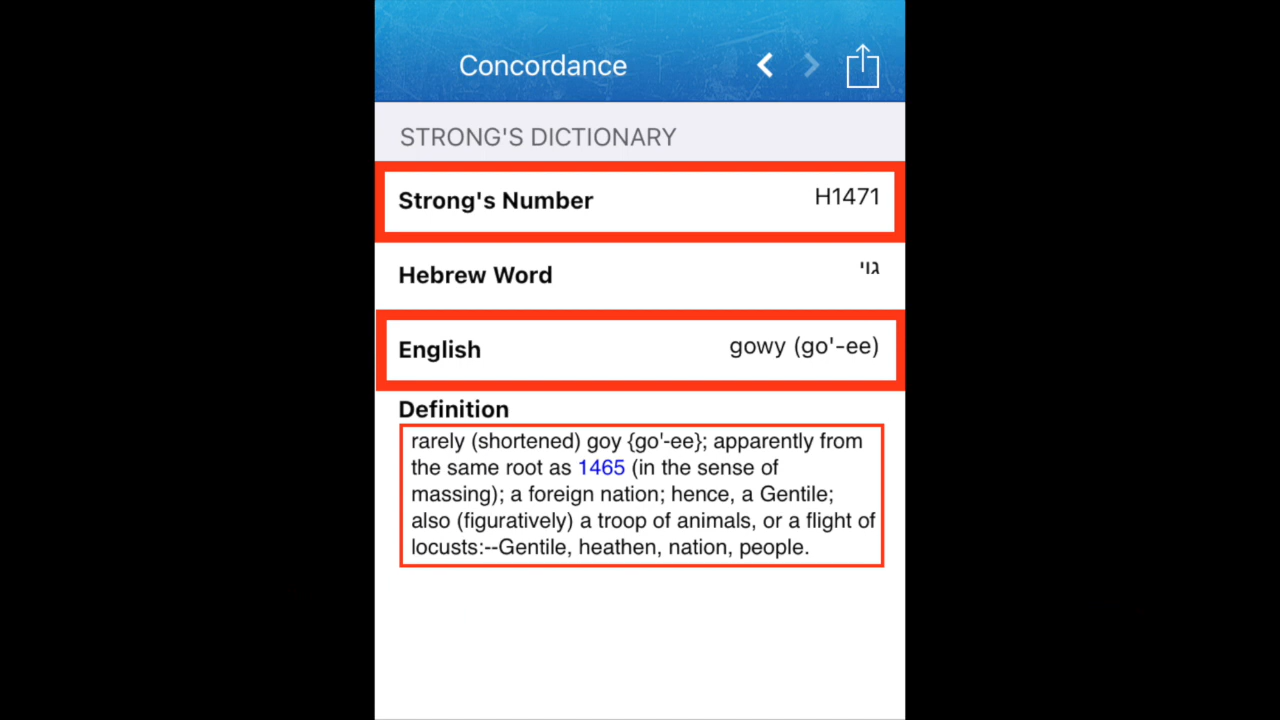 Concordance
STRONG'S DICTIONARY
Strong's Number H1471
Hebrew Word גוי
English gowy (go'-ee)
Definition
rarely (shortened) goy {go'-ee}; apparently from
the same root as 1465 (in the sense of
massing); a foreign nation; hence, a Gentile;
also (figuratively) a troop of animals, or a flight of
locusts:--Gentile, heathen, nation, people.